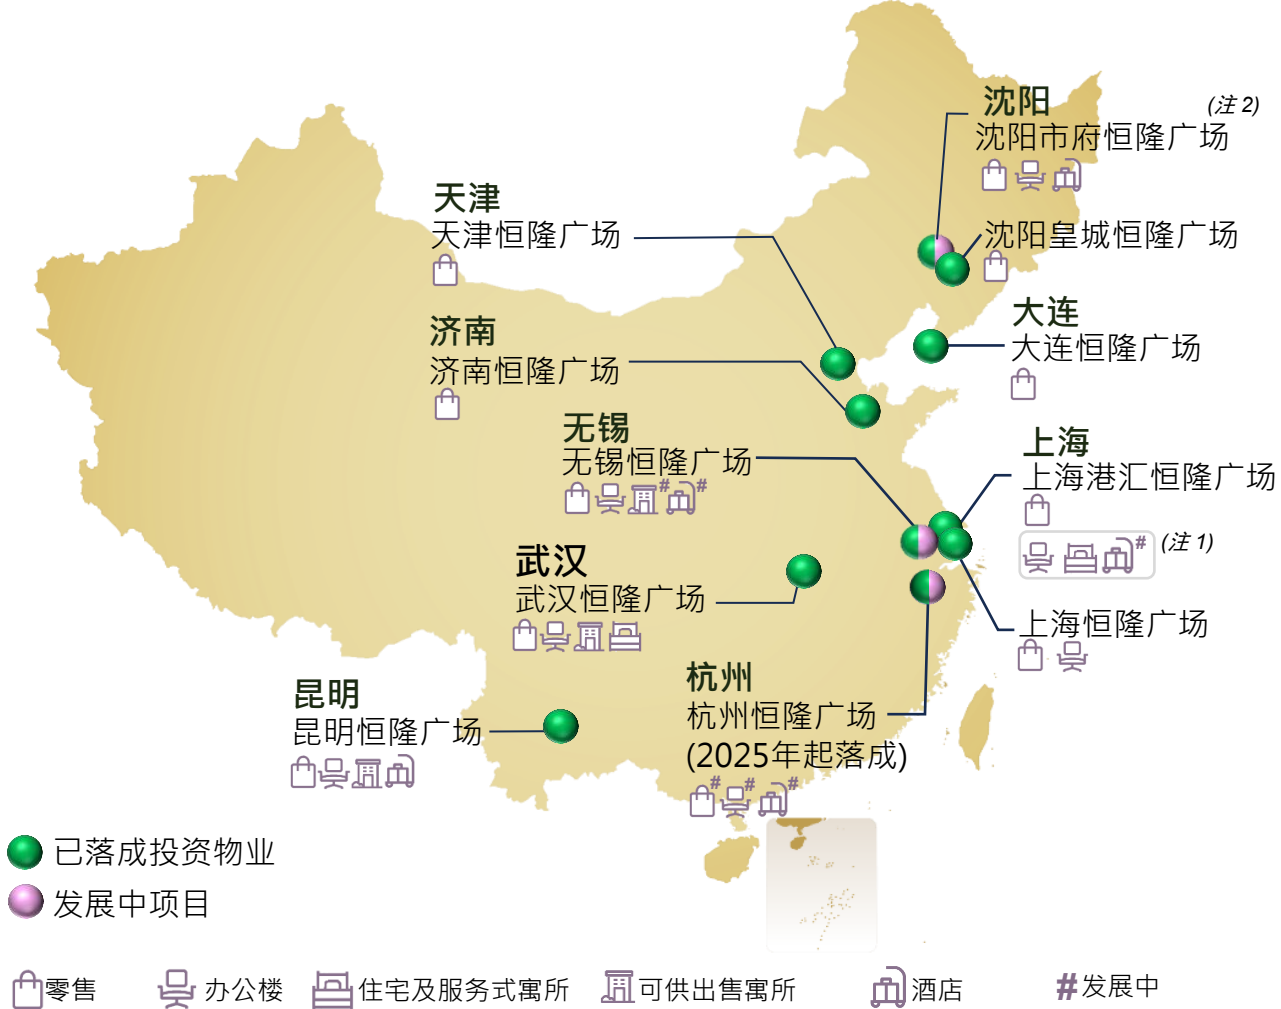 沈阳
(注 2)
沈阳市府恒隆广场
天津
天津恒隆广场
沈阳皇城恒隆广场
大连
大连恒隆广场
济南
济南恒隆广场
无锡
无锡恒隆广场
# #
上海
上海港汇恒隆广场
# (注 1)
武汉
武汉恒隆广场
上海恒隆广场
昆明
昆明恒隆广场
杭州
杭州恒隆广场
(2025年起落成)
# # #
已落成投资物业
发展中项目
零售 办公楼 住宅及服务式寓所 可供出售寓所 酒店 #发展中